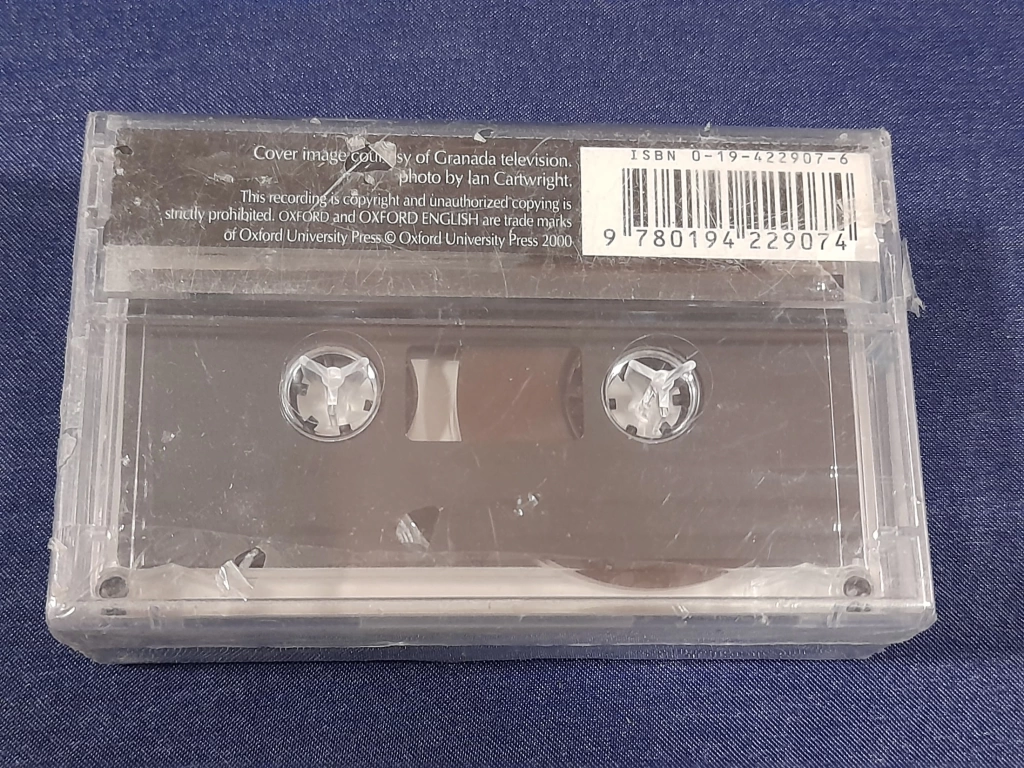 Cover image courtesy of Granada television.
photo by Ian Cartwright.
This recording is copyright and unauthorized copying is
strictly prohibited. OXFORD and OXFORD ENGLISH are trade marks
of Oxford University Press © Oxford University Press 2000
ISBN 0-19-422907-6
9 780194 229074